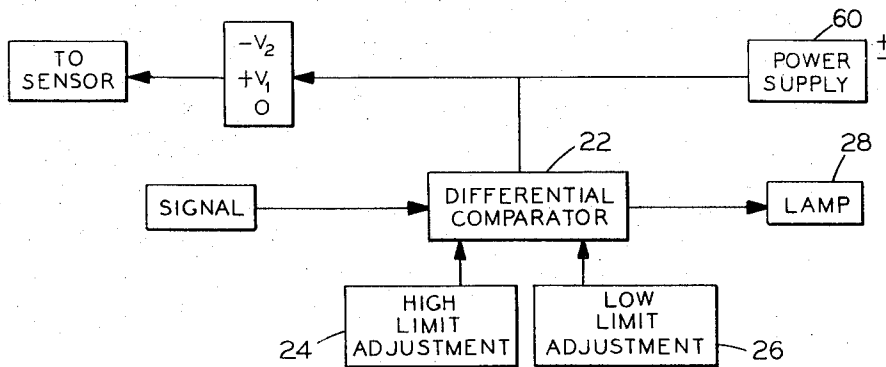 60
+
−
TO
SENSOR
−V₂
+V₁
0
POWER
SUPPLY
22
28
SIGNAL
DIFFERENTIAL
COMPARATOR
LAMP
HIGH
LIMIT
ADJUSTMENT
24
LOW
LIMIT
ADJUSTMENT
26